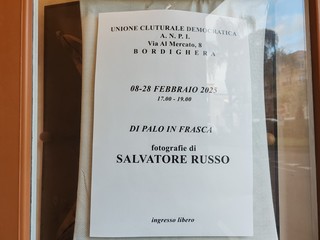 UNIONE CLUTURALE DEMOCRATICA
A. N. P. I.
Via Al Mercato, 8
BORDIGHERA
08-28 FEBBRAIO 2025
17.00 - 19.00
DI PALO IN FRASCA
fotografie di
SALVATORE RUSSO
ingresso libero